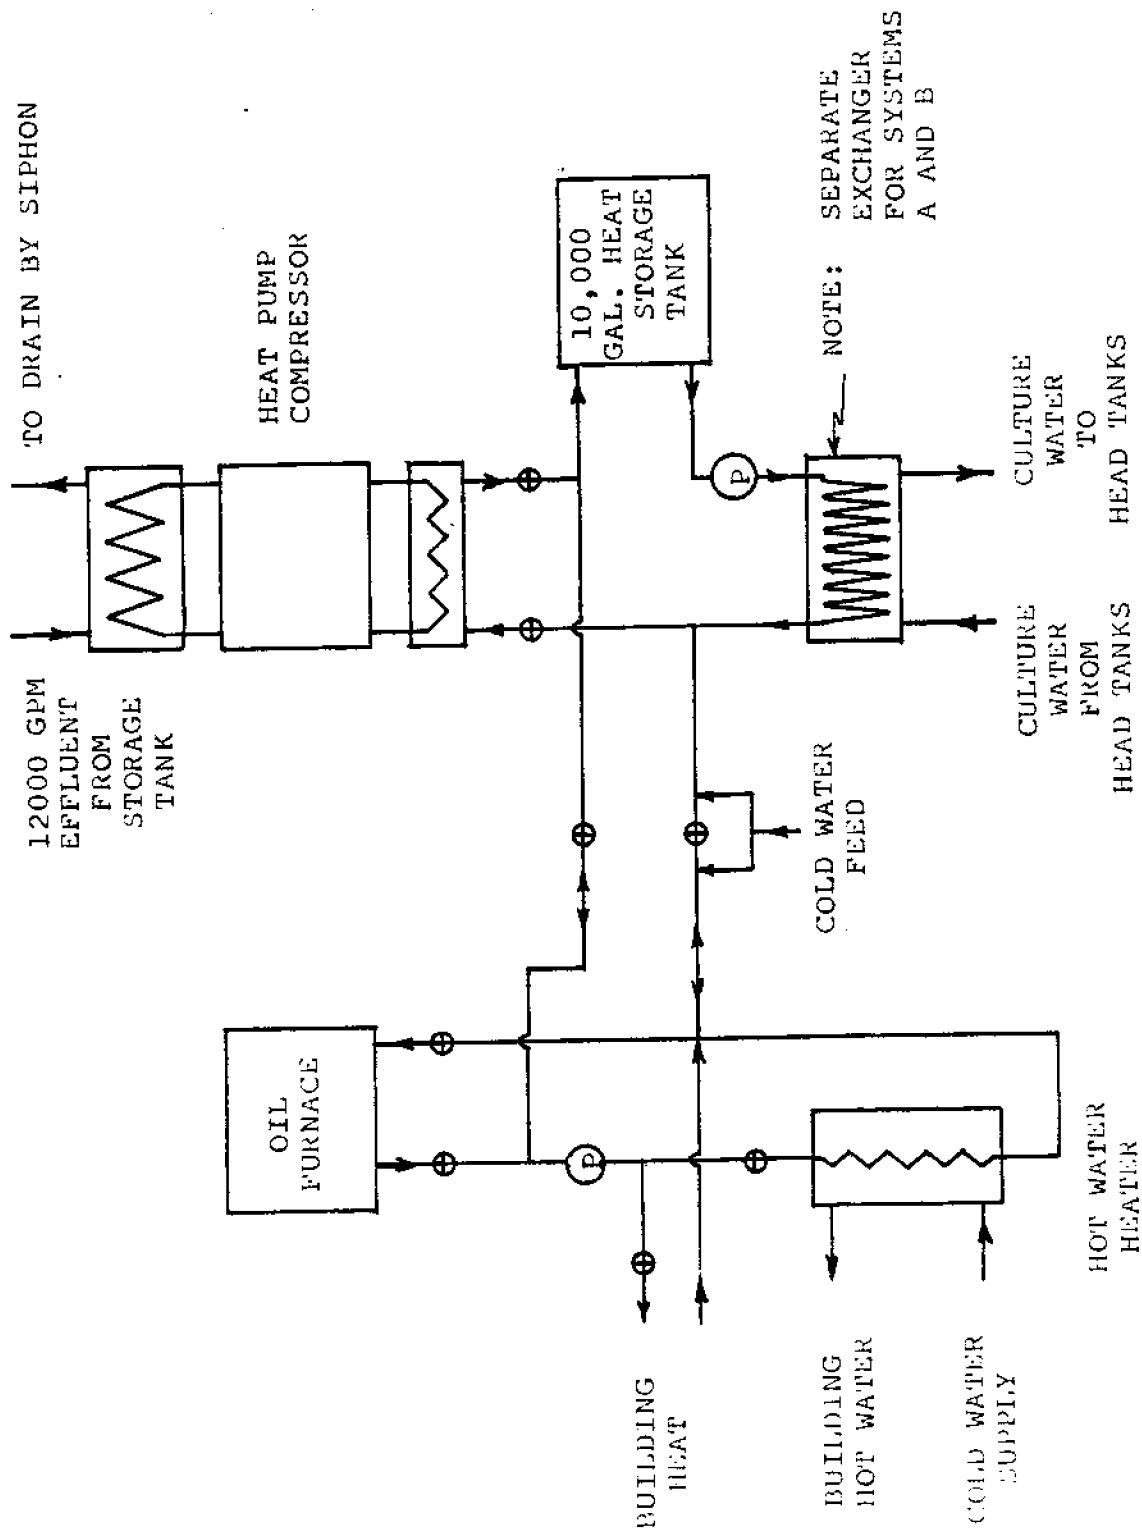 12000 GPM
EFFLUENT
FROM
STORAGE
TANK
TO DRAIN BY SIPHON
HEAT PUMP
COMPRESSOR
OIL
FURNACE
10,000
GAL. HEAT
STORAGE
TANK
P
P
BUILDING
HEAT
COLD WATER
FEED
NOTE:
SEPARATE
EXCHANGER
FOR SYSTEMS
A AND B
BUILDING
HOT WATER
COLD WATER
SUPPLY
HOT WATER
HEATER
CULTURE
WATER
FROM
HEAD TANKS
CULTURE
WATER
TO
HEAD TANKS